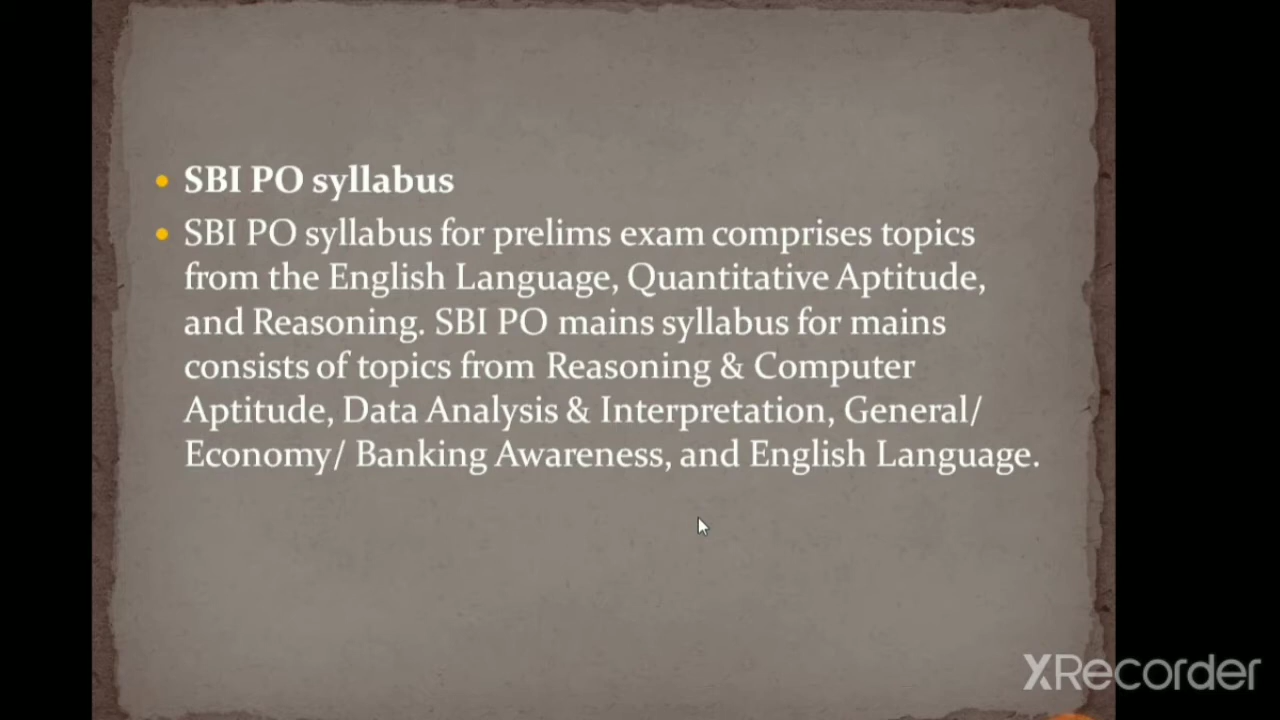 SBI PO syllabus
SBI PO syllabus for prelims exam comprises topics
from the English Language, Quantitative Aptitude,
and Reasoning. SBI PO mains syllabus for mains
consists of topics from Reasoning & Computer
Aptitude, Data Analysis & Interpretation, General/
Economy/ Banking Awareness, and English Language.
XRecorder